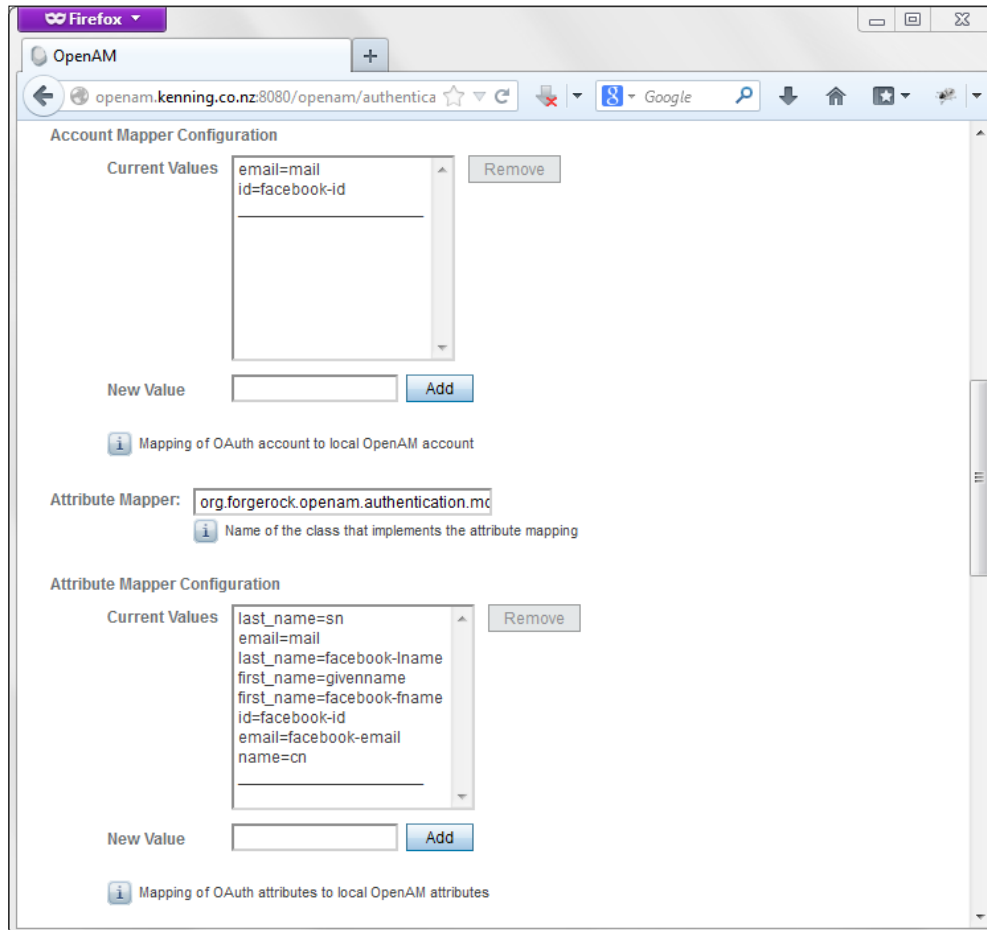 Firefox
OpenAM
openam.kenning.co.nz:8080/openam/authentica
Google
Account Mapper Configuration
Current Values
email=mail
id=facebook-id
Remove
New Value
Add
Mapping of OAuth account to local OpenAM account
Attribute Mapper:
org.forgerock.openam.authentication.mo
Name of the class that implements the attribute mapping
Attribute Mapper Configuration
Current Values
last_name=sn
email=mail
last_name=facebook-lname
first_name=givenname
first_name=facebook-fname
id=facebook-id
email=facebook-email
name=cn
Remove
New Value
Add
Mapping of OAuth attributes to local OpenAM attributes